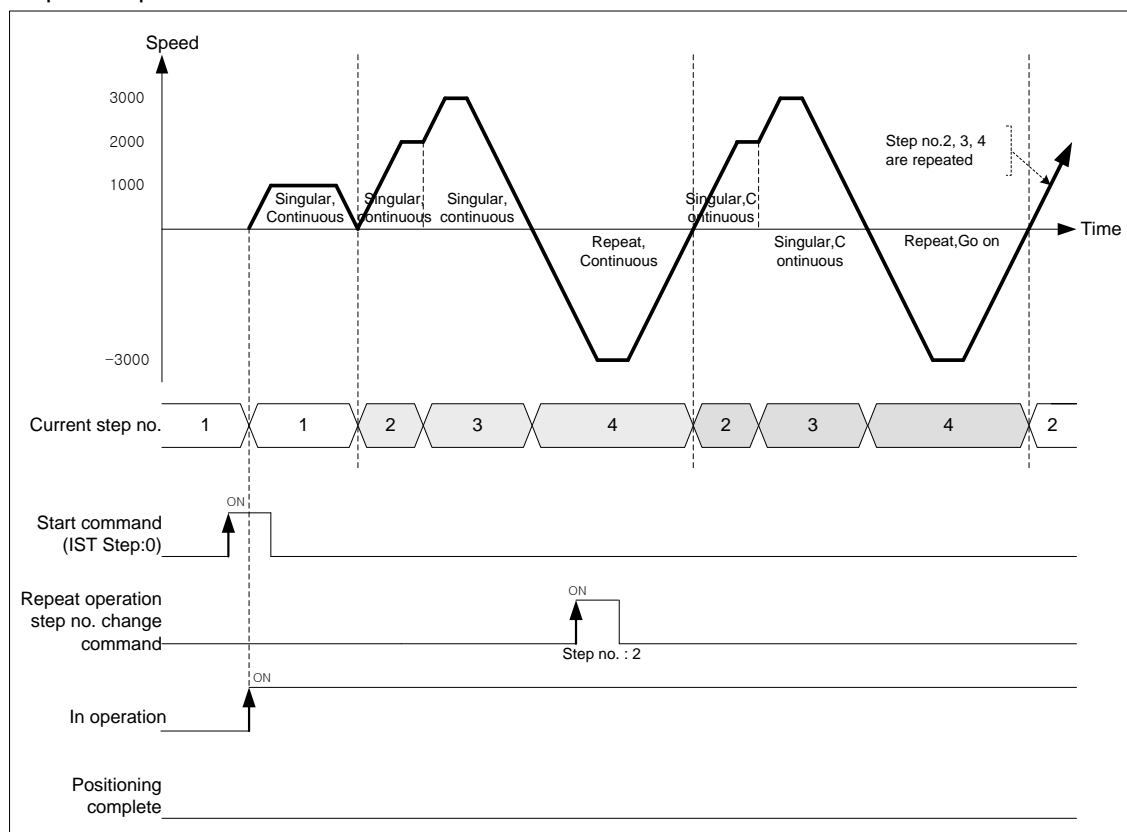 Speed
3000
2000
1000
-3000
Singular,
Continuous
Singular,
continuous
Singular,
continuous
Repeat,
Continuous
Singular,C
ontinuous
Singular,C
ontinuous
Repeat,Go on
Step no.2, 3, 4
are repeated
Time
Current step no.
1
1
2
3
4
2
3
4
2
Start command
(IST Step:0)
ON
Repeat operation
step no. change
command
ON
Step no. : 2
In operation
ON
Positioning
complete